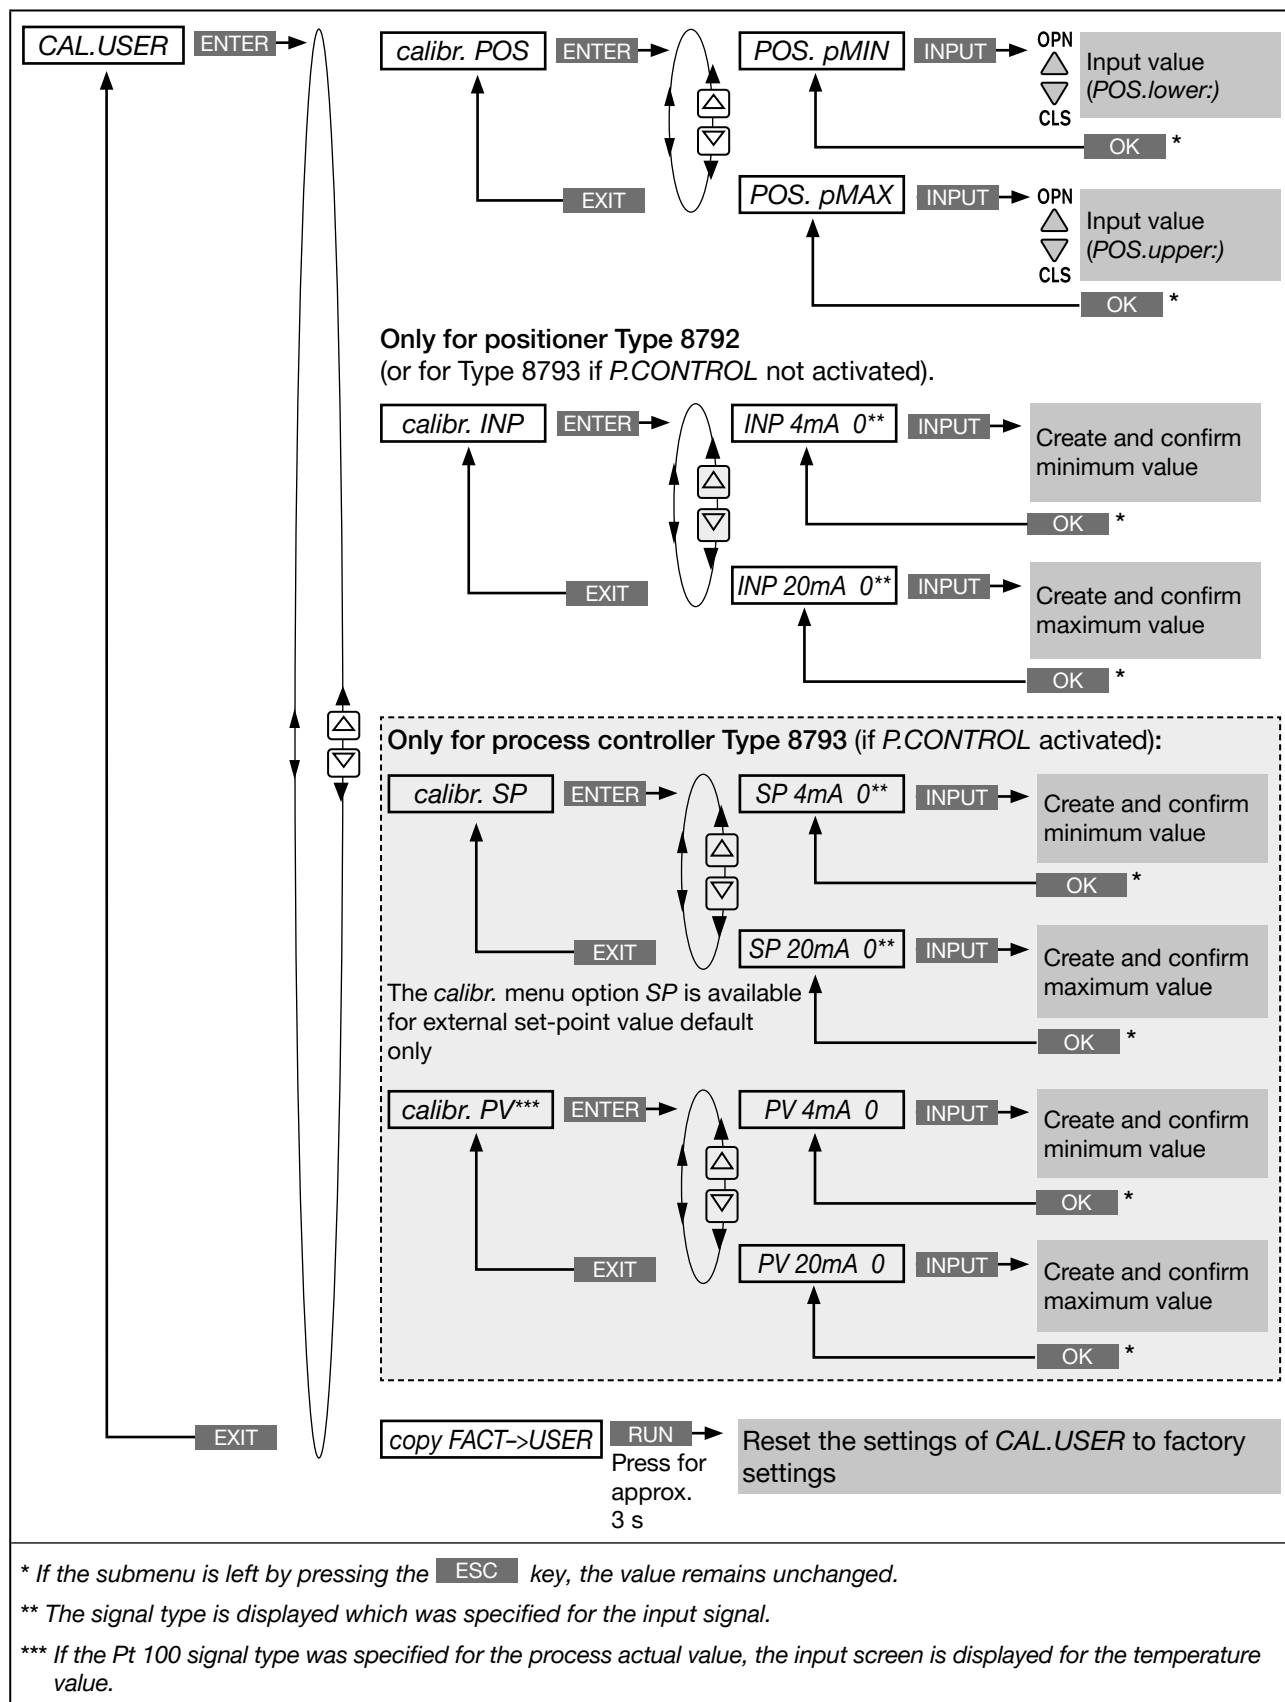 CAL.USER ENTER
calibr. POS ENTER
POS. pMIN INPUT
OPN
CLS
Input value
(POS.lower:)
OK *
EXIT
POS. pMAX INPUT
OPN
CLS
Input value
(POS.upper:)
OK *
Only for positioner Type 8792
(or for Type 8793 if P.CONTROL not activated).
calibr. INP ENTER
INP 4mA 0** INPUT
Create and confirm
minimum value
OK *
EXIT
INP 20mA 0** INPUT
Create and confirm
maximum value
OK *
Only for process controller Type 8793 (if P.CONTROL activated):
calibr. SP ENTER
SP 4mA 0** INPUT
Create and confirm
minimum value
OK *
EXIT
SP 20mA 0** INPUT
Create and confirm
maximum value
OK *
The calibr. menu option SP is available
for external set-point value default
only
calibr. PV*** ENTER
PV 4mA 0 INPUT
Create and confirm
minimum value
OK *
EXIT
PV 20mA 0 INPUT
Create and confirm
maximum value
OK *
EXIT
copy FACT->USER RUN
Press for
approx.
3 s
Reset the settings of CAL.USER to factory
settings
* If the submenu is left by pressing the ESC key, the value remains unchanged.
** The signal type is displayed which was specified for the input signal.
*** If the Pt 100 signal type was specified for the process actual value, the input screen is displayed for the temperature
value.